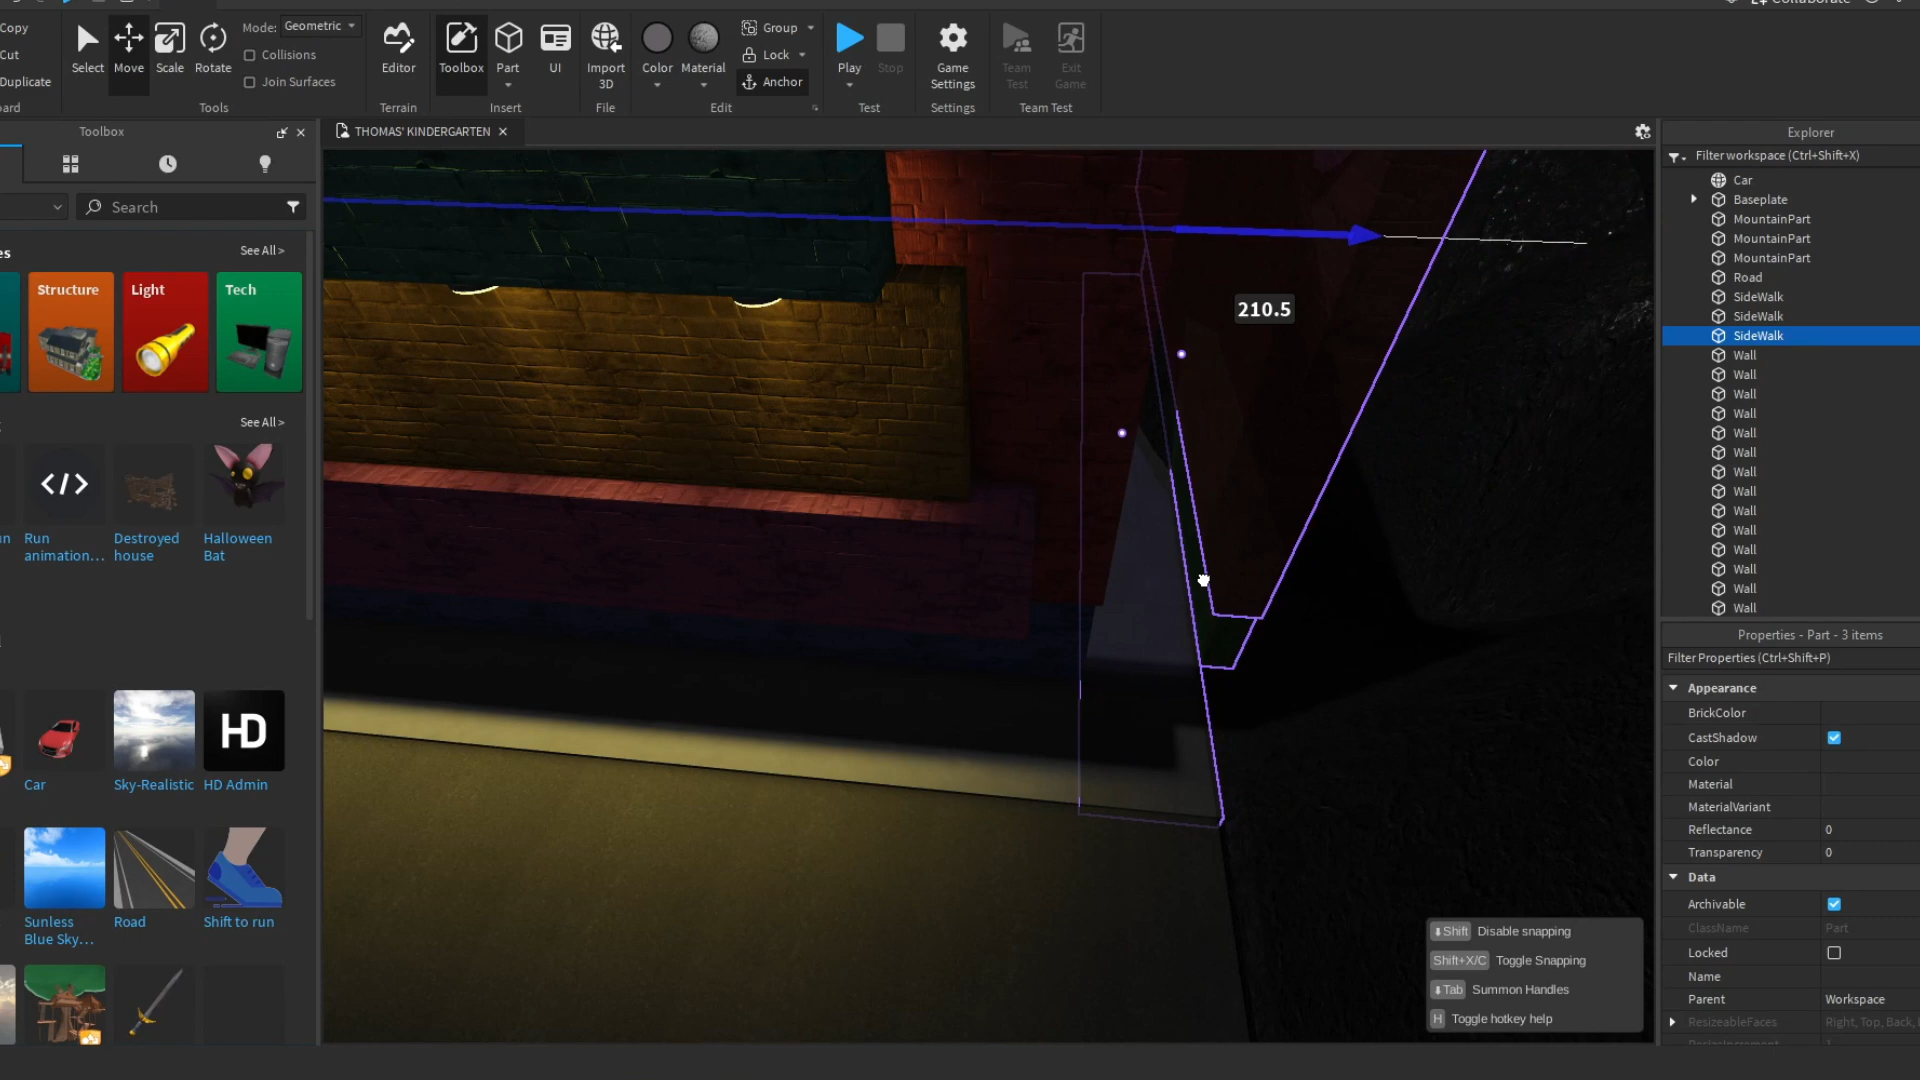 Copy
Cut
Duplicate
Select
Move
Scale
Rotate
Mode:
Geometric
Collisions
Join Surfaces
Tools
Editor
Terrain
Toolbox
Part
UI
Insert
Import
3D
File
Color
Material
Group
Lock
Anchor
Edit
Play
Stop
Test
Game
Settings
Settings
Team
Test
Exit
Game
Team Test
Toolbox
Search
See All >
Structure
Light
Tech
See All >
Run
animation...
Destroyed
house
Halloween
Bat
HD
Car
Sky-Realistic
HD Admin
Sunless
Blue Sky...
Road
Shift to run
THOMAS' KINDERGARTEN
210.5
Shift Disable snapping
Shift+X/C Toggle Snapping
Tab Summon Handles
H Toggle hotkey help
Explorer
Filter workspace (Ctrl+Shift+X)
Car
Baseplate
MountainPart
MountainPart
MountainPart
Road
SideWalk
SideWalk
SideWalk
Wall
Wall
Wall
Wall
Wall
Wall
Wall
Wall
Wall
Wall
Wall
Wall
Wall
Wall
Properties - Part - 3 items
Filter Properties (Ctrl+Shift+P)
Appearance
BrickColor
CastShadow
Color
Material
MaterialVariant
Reflectance 0
Transparency 0
Data
Archivable
ClassName Part
Locked
Name
Parent Workspace
ResizeableFaces Right, Top, Back,